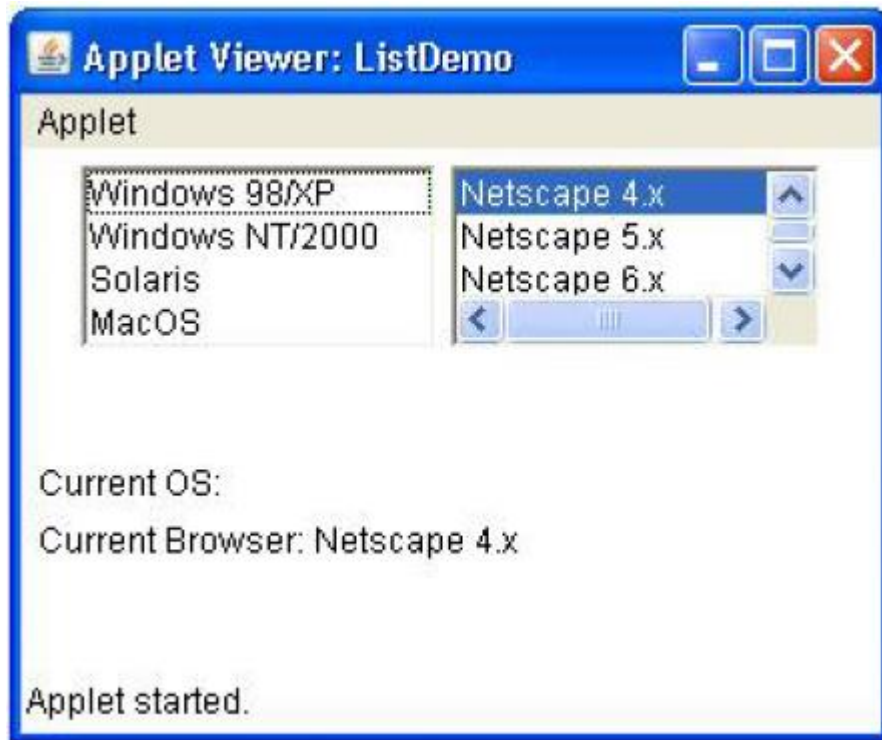 Applet Viewer: ListDemo
Applet
Windows 98/XP
Windows NT/2000
Solaris
MacOS
Netscape 4.x
Netscape 5.x
Netscape 6.x
Current OS:
Current Browser: Netscape 4.x
Applet started.